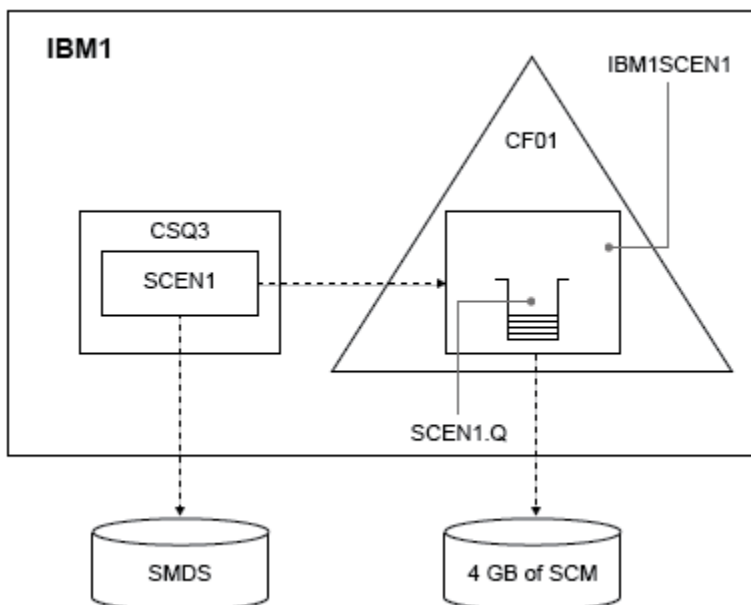 IBM1
IBM1SCEN1
CF01
CSQ3
SCEN1
SCEN1.Q
SMDS
4 GB of SCM